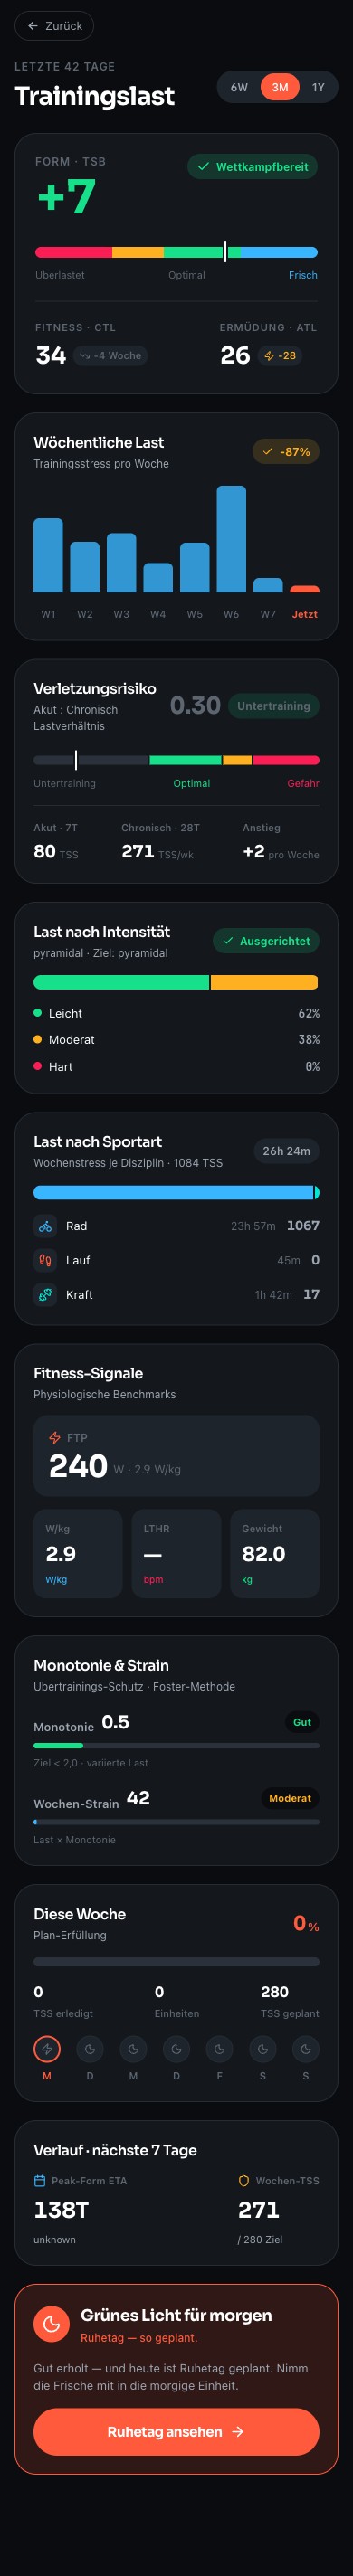 Zurück
LETZTE 42 TAGE
Trainingslast
6W 3M 1Y
FORM · TSB
Wettkampfbereit
+7
Überlastet Optimal Frisch
FITNESS · CTL ERMÜDUNG · ATL
34 -4 Woche 26 -28
Wöchentliche Last
Trainingsstress pro Woche
-87%
W1 W2 W3 W4 W5 W6 W7 Jetzt
Verletzungsrisiko
Akut : Chronisch
Lastverhältnis
0.30 Untertraining
Untertraining Optimal Gefahr
Akut · 7T Chronisch · 28T Anstieg
80 TSS 271 TSS/wk +2 pro Woche
Last nach Intensität
pyramidal · Ziel: pyramidal
Ausgerichtet
Leicht 62%
Moderat 38%
Hart 0%
Last nach Sportart
Wochenstress je Disziplin · 1084 TSS
26h 24m
Rad 23h 57m 1067
Lauf 45m 0
Kraft 1h 42m 17
Fitness-Signale
Physiologische Benchmarks
FTP
240 W · 2.9 W/kg
W/kg LTHR Gewicht
2.9 — 82.0
W/kg bpm kg
Monotonie & Strain
Übertrainings-Schutz · Foster-Methode
Monotonie 0.5 Gut
Ziel < 2,0 · variierte Last
Wochen-Strain 42 Moderat
Last × Monotonie
Diese Woche
Plan-Erfüllung
0%
0 0 280
TSS erledigt Einheiten TSS geplant
M D M D F S S
Verlauf · nächste 7 Tage
Peak-Form ETA Wochen-TSS
138T 271
unknown / 280 Ziel
Grünes Licht für morgen
Ruhetag — so geplant.
Gut erholt — und heute ist Ruhetag geplant. Nimm
die Frische mit in die morgige Einheit.
Ruhetag ansehen →